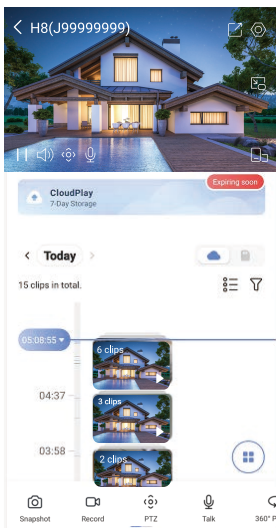 H8(J99999999)
Expiring soon
CloudPlay
7-Day Storage
Today
15 clips in total.
05:08:55
6 clips
04:37
3 clips
03:58
2 clips
Snapshot
Record
PTZ
Talk
360° P